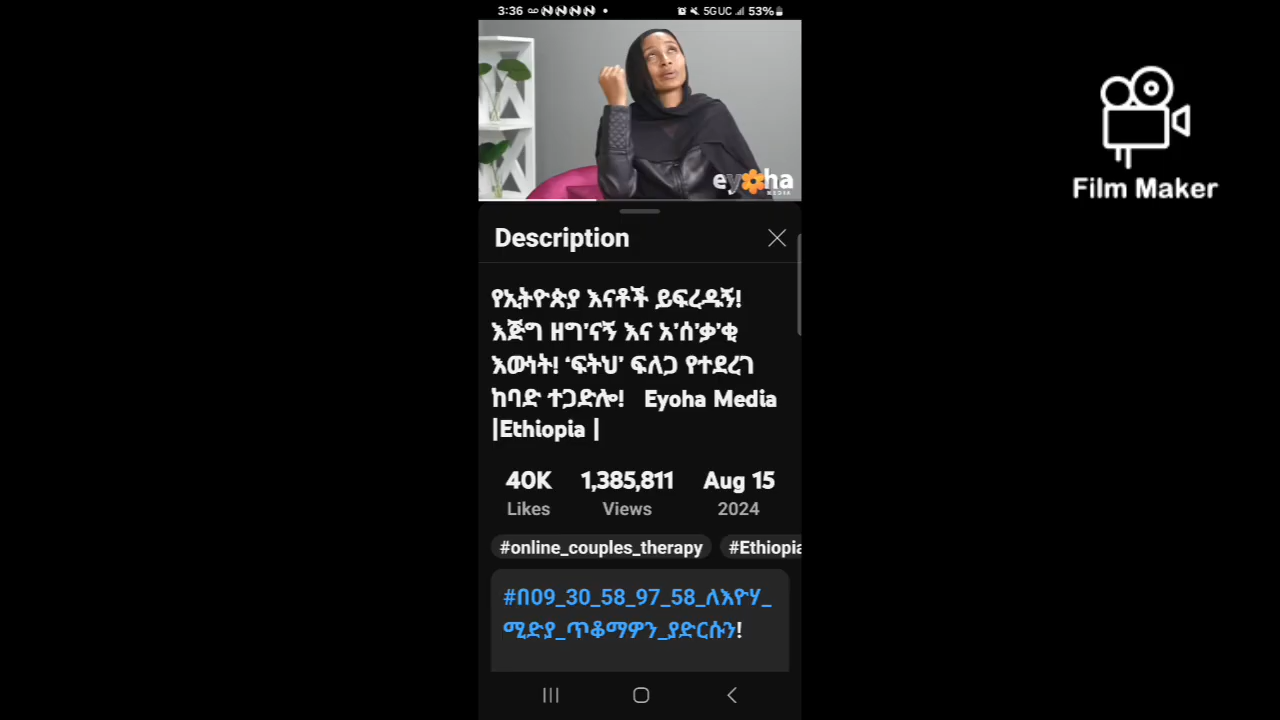 3:36
5GUC
53%
eyoha
MEDIA
Film Maker
Description
የኢትዮጵያ እናቶች ይፍረዱኝ!
እጅግ ዘግ'ናኝ እና አ'ሰ'ቃ'ቂ
እውነት! ‘ፍትህ’ ፍለጋ የተደረገ
ከባድ ተጋድሎ! Eyoha Media
|Ethiopia |
40K 1,385,811 Aug 15
Likes Views 2024
#online_couples_therapy #Ethiopia
#በ09_30_58_97_58_ለእዮሃ_
ሚድያ_ጥቆማዎን_ያድርሱን!